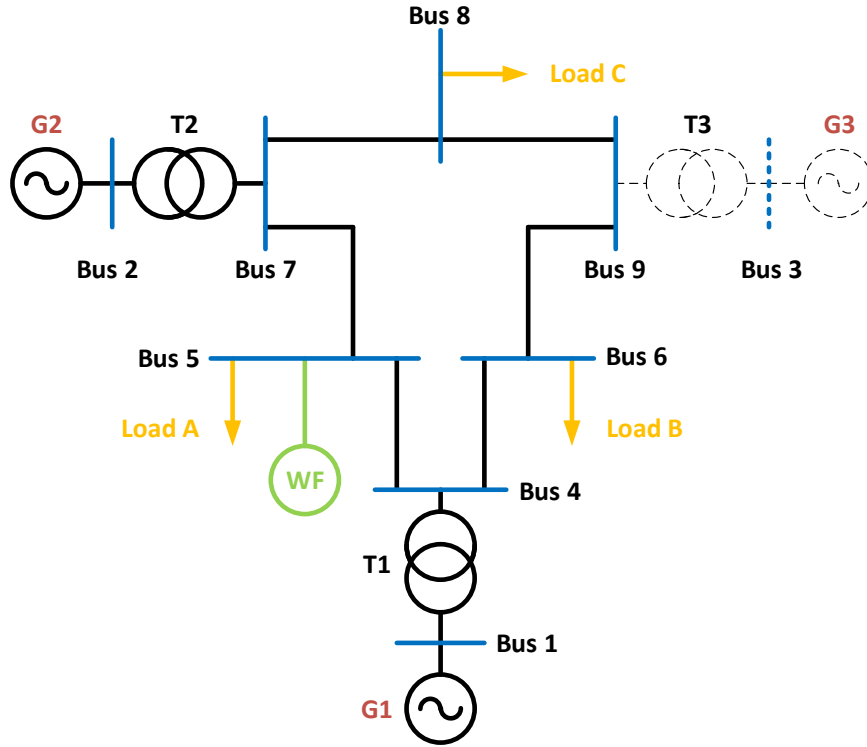 Bus 8
Load C
G2
T2
T3
G3
Bus 2
Bus 7
Bus 9
Bus 3
Bus 5
Bus 6
Load A
Load B
WF
Bus 4
T1
Bus 1
G1